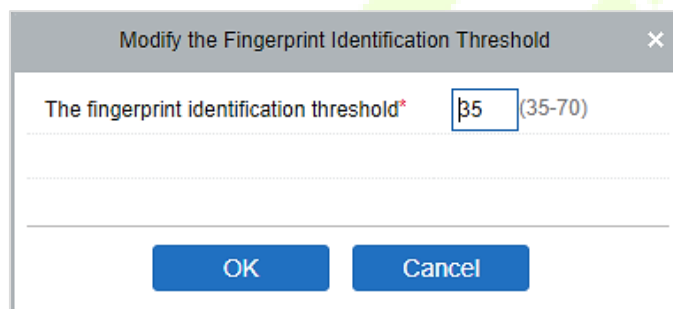 Modify the Fingerprint Identification Threshold ×
The fingerprint identification threshold* 35 (35-70)
OK Cancel